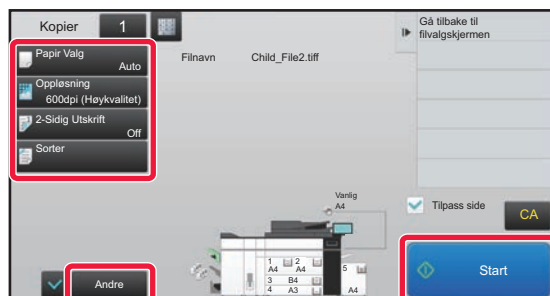 Kopier 1
Papir Valg
Auto
Oppløsning
600dpi (Høykvalitet)
2-Sidig Utskrift
Off
Sorter
Andre
Filnavn Child_File2.tiff
Vanlig
A4
1 2
A4 A4
3 B4
4 A3
5
A4
Gå tilbake til
filvalgskjermen
Tilpass side
CA
Start